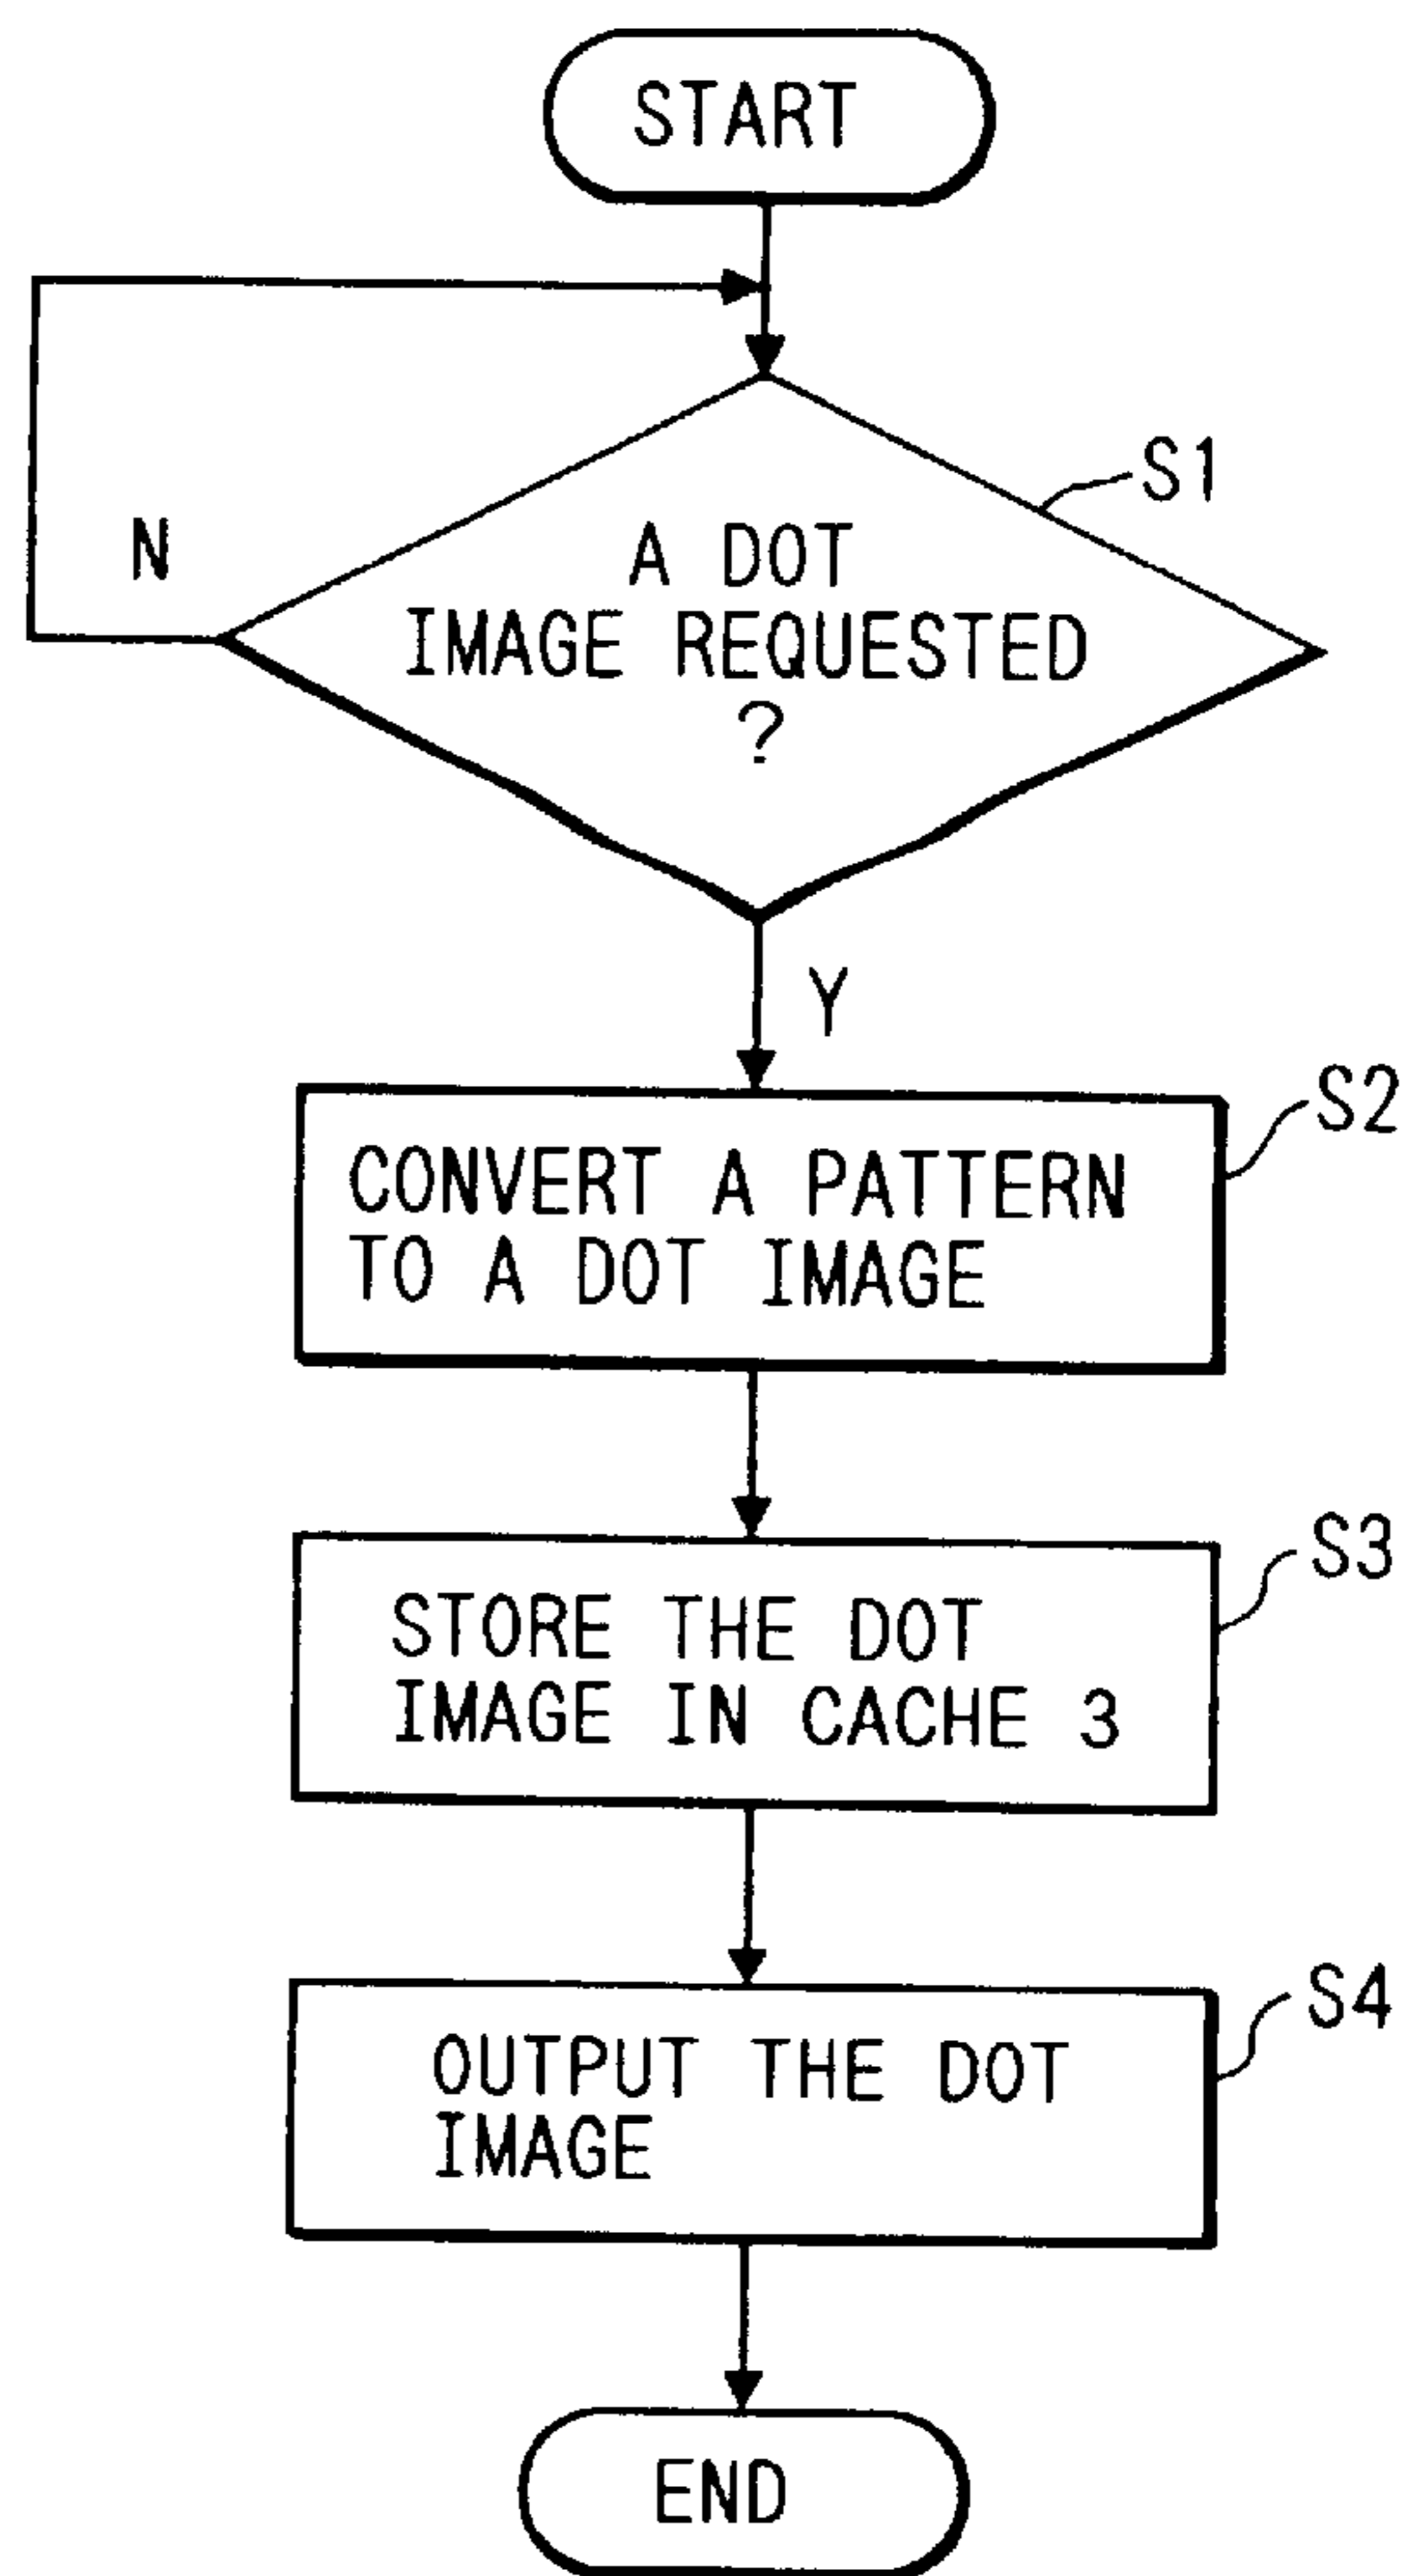 START
S1
N
A DOT
IMAGE REQUESTED
?
Y
S2
CONVERT A PATTERN
TO A DOT IMAGE
S3
STORE THE DOT
IMAGE IN CACHE 3
S4
OUTPUT THE DOT
IMAGE
END